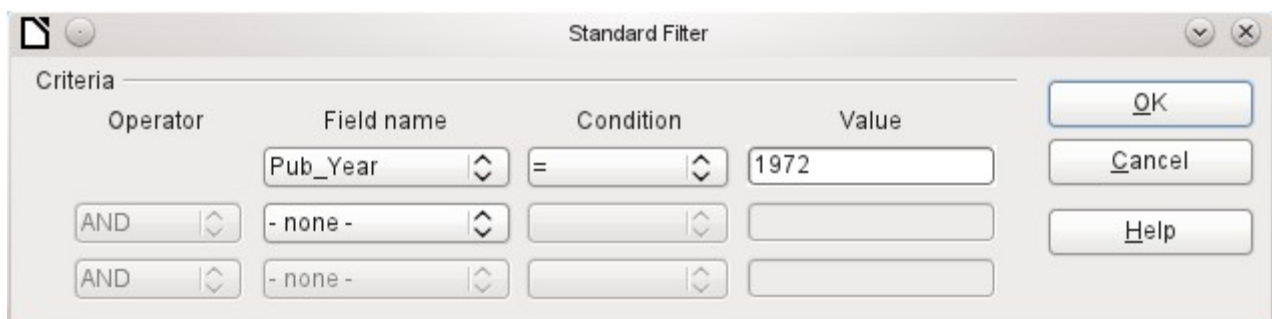 Standard Filter
Criteria
Operator Field name Condition Value
Pub_Year = 1972
AND - none -
AND - none -
OK
Cancel
Help